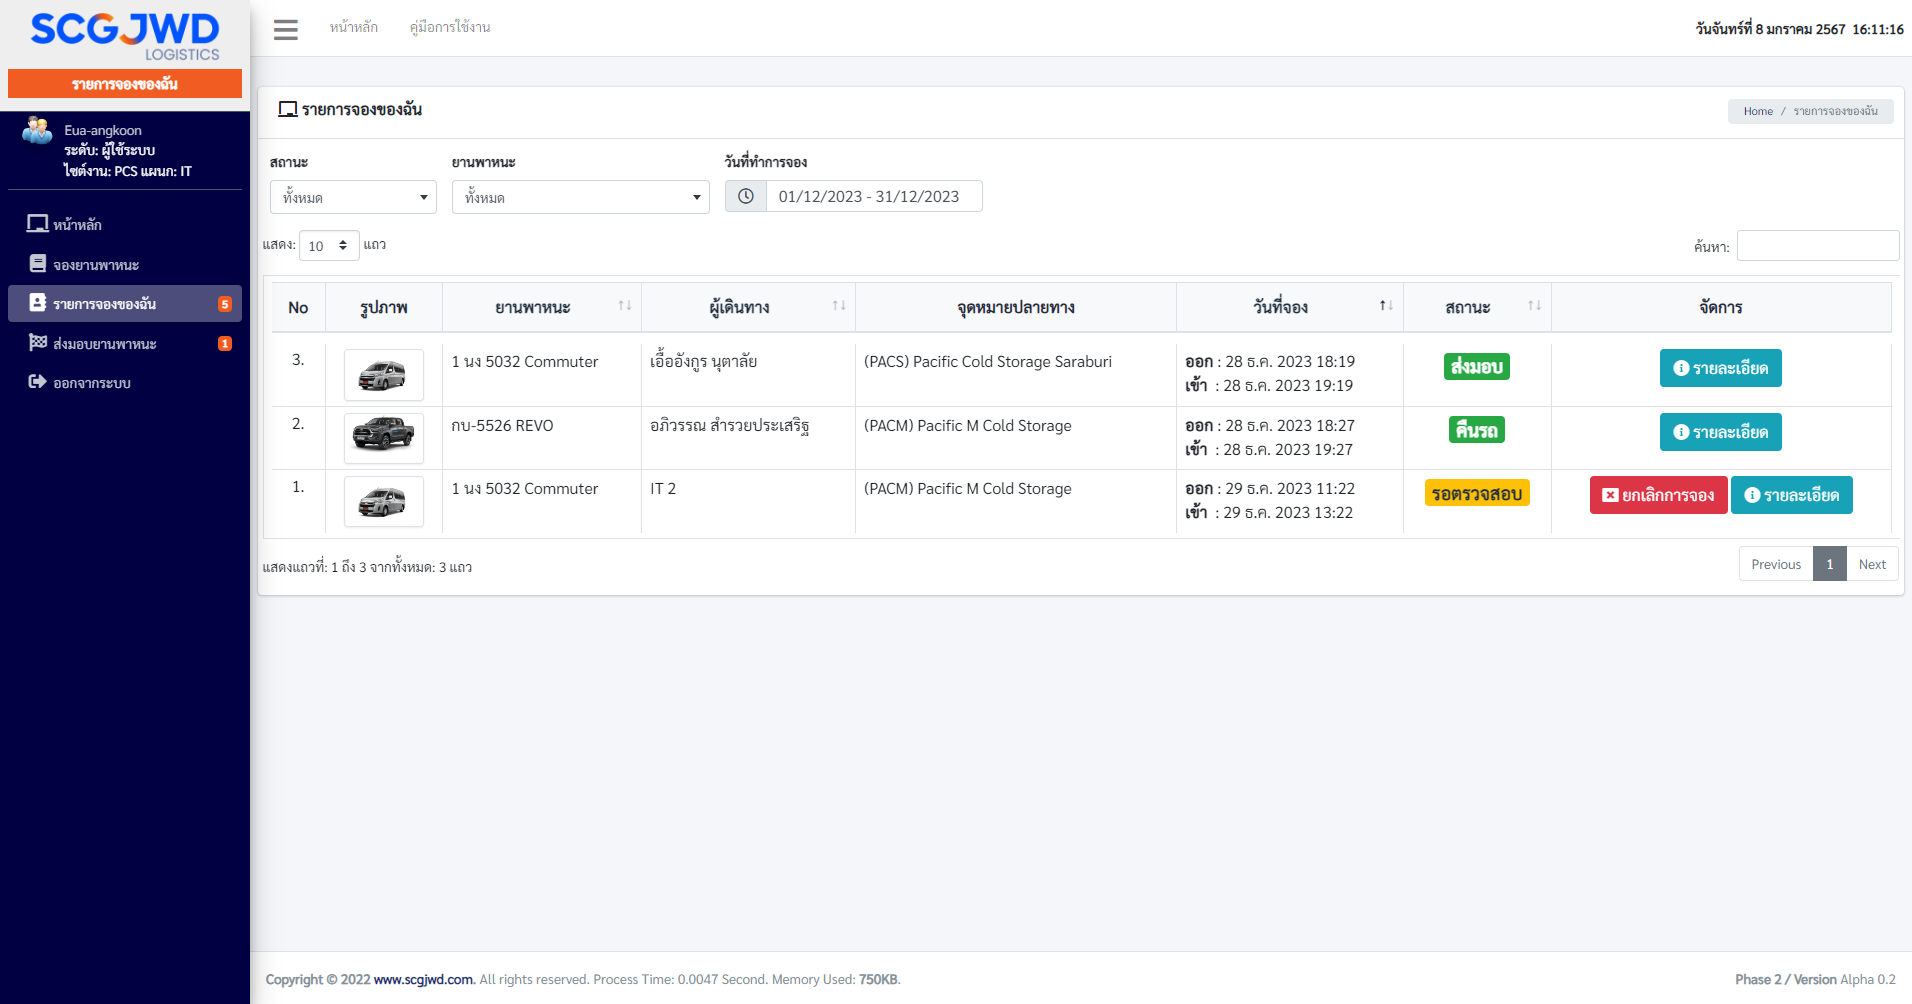 SCGJWD
LOGISTICS
รายการจองของฉัน
Eua-angkoon
ระดับ: ผู้ใช้ระบบ
ไซต์งาน: PCS แผนก: IT
หน้าหลัก
จองยานพาหนะ
รายการจองของฉัน 5
ส่งมอบยานพาหนะ 1
ออกจากระบบ
หน้าหลัก คู่มือการใช้งาน วันจันทร์ที่ 8 มกราคม 2567 16:11:16
รายการจองของฉัน Home / รายการจองของฉัน
สถานะ ยานพาหนะ วันที่ทำการจอง
ทั้งหมด ทั้งหมด 01/12/2023 - 31/12/2023
แสดง: 10 แถว ค้นหา:
No รูปภาพ ยานพาหนะ ผู้เดินทาง จุดหมายปลายทาง วันที่จอง สถานะ จัดการ
3. 1 นง 5032 Commuter เอื้ออังกูร นุตาลัย (PACS) Pacific Cold Storage Saraburi ออก : 28 ธ.ค. 2023 18:19 ส่งมอบ รายละเอียด
เข้า : 28 ธ.ค. 2023 19:19
2. กบ-5526 REVO อภิวรรณ สำรวยประเสริฐ (PACM) Pacific M Cold Storage ออก : 28 ธ.ค. 2023 18:27 คืนรถ รายละเอียด
เข้า : 28 ธ.ค. 2023 19:27
1. 1 นง 5032 Commuter IT 2 (PACM) Pacific M Cold Storage ออก : 29 ธ.ค. 2023 11:22 รอตรวจสอบ ยกเลิกการจอง รายละเอียด
เข้า : 29 ธ.ค. 2023 13:22
แสดงแถวที่: 1 ถึง 3 จากทั้งหมด: 3 แถว Previous 1 Next
Copyright © 2022 www.scgjwd.com. All rights reserved. Process Time: 0.0047 Second. Memory Used: 750KB. Phase 2 / Version Alpha 0.2